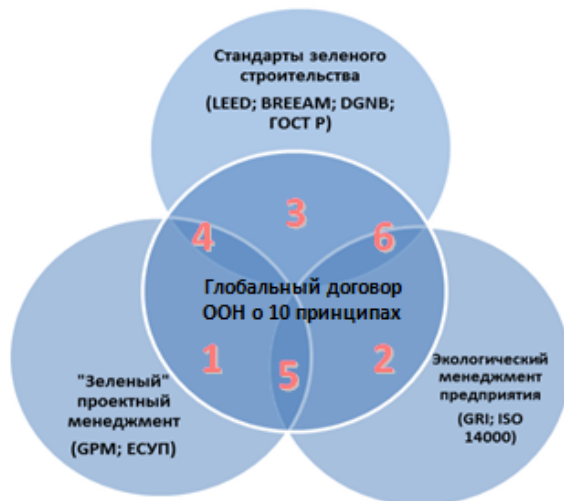 Стандарты зеленого
строительства
(LEED; BREEAM; DGNB;
ГОСТ Р)
3
4
6
Глобальный договор
ООН о 10 принципах
1
5
2
"Зеленый"
проектный
менеджмент
(GPM; ЕСУП)
Экологический
менеджмент
предприятия
(GRI; ISO
14000)